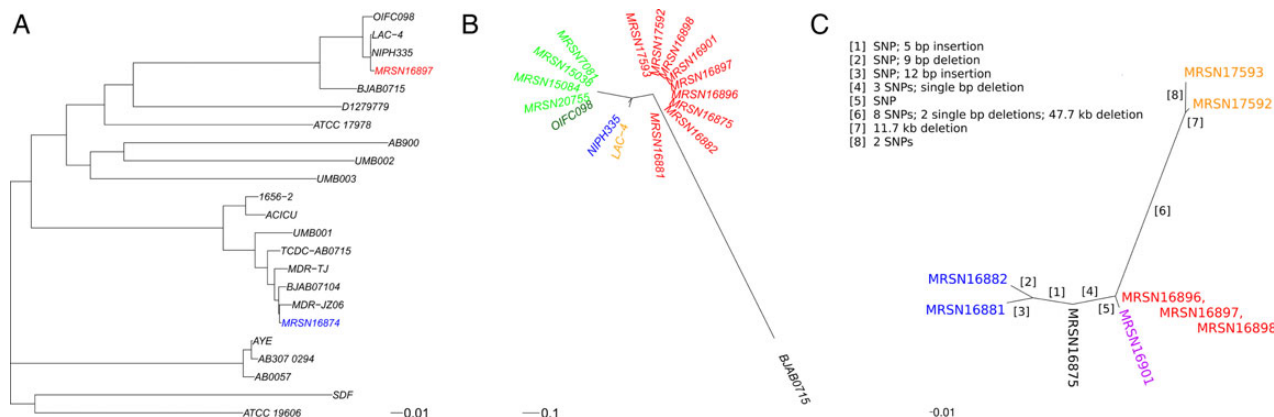 A
OIFC098
LAC-4
NIPH335
MRSN16897
BJAB0715
D1279779
ATCC 17978
AB900
UMB002
UMB003
1656-2
ACICU
UMB001
TCDC-AB0715
MDR-TJ
BJAB07104
MDR-JZ06
MRSN16874
AYE
AB307 0294
AB0057
SDF
ATCC 19606
0.01
B
MRSN7081
MRSN15038
MRSN15084
MRSN20755
OIFC098
NIPH335
LAC-4
MRSN17593
MRSN17592
MRSN16898
MRSN16901
MRSN16897
MRSN16896
MRSN16875
MRSN16882
MRSN16881
BJAB0715
0.1
C
[1] SNP; 5 bp insertion
[2] SNP; 9 bp deletion
[3] SNP; 12 bp insertion
[4] 3 SNPs; single bp deletion
[5] SNP
[6] 8 SNPs; 2 single bp deletions; 47.7 kb deletion
[7] 11.7 kb deletion
[8] 2 SNPs
MRSN17593
[8]
MRSN17592
[7]
[6]
MRSN16882
[2]
[1]
[4]
MRSN16881
[3]
[5]
MRSN16896,
MRSN16897,
MRSN16898
MRSN16875
MRSN16901
0.01